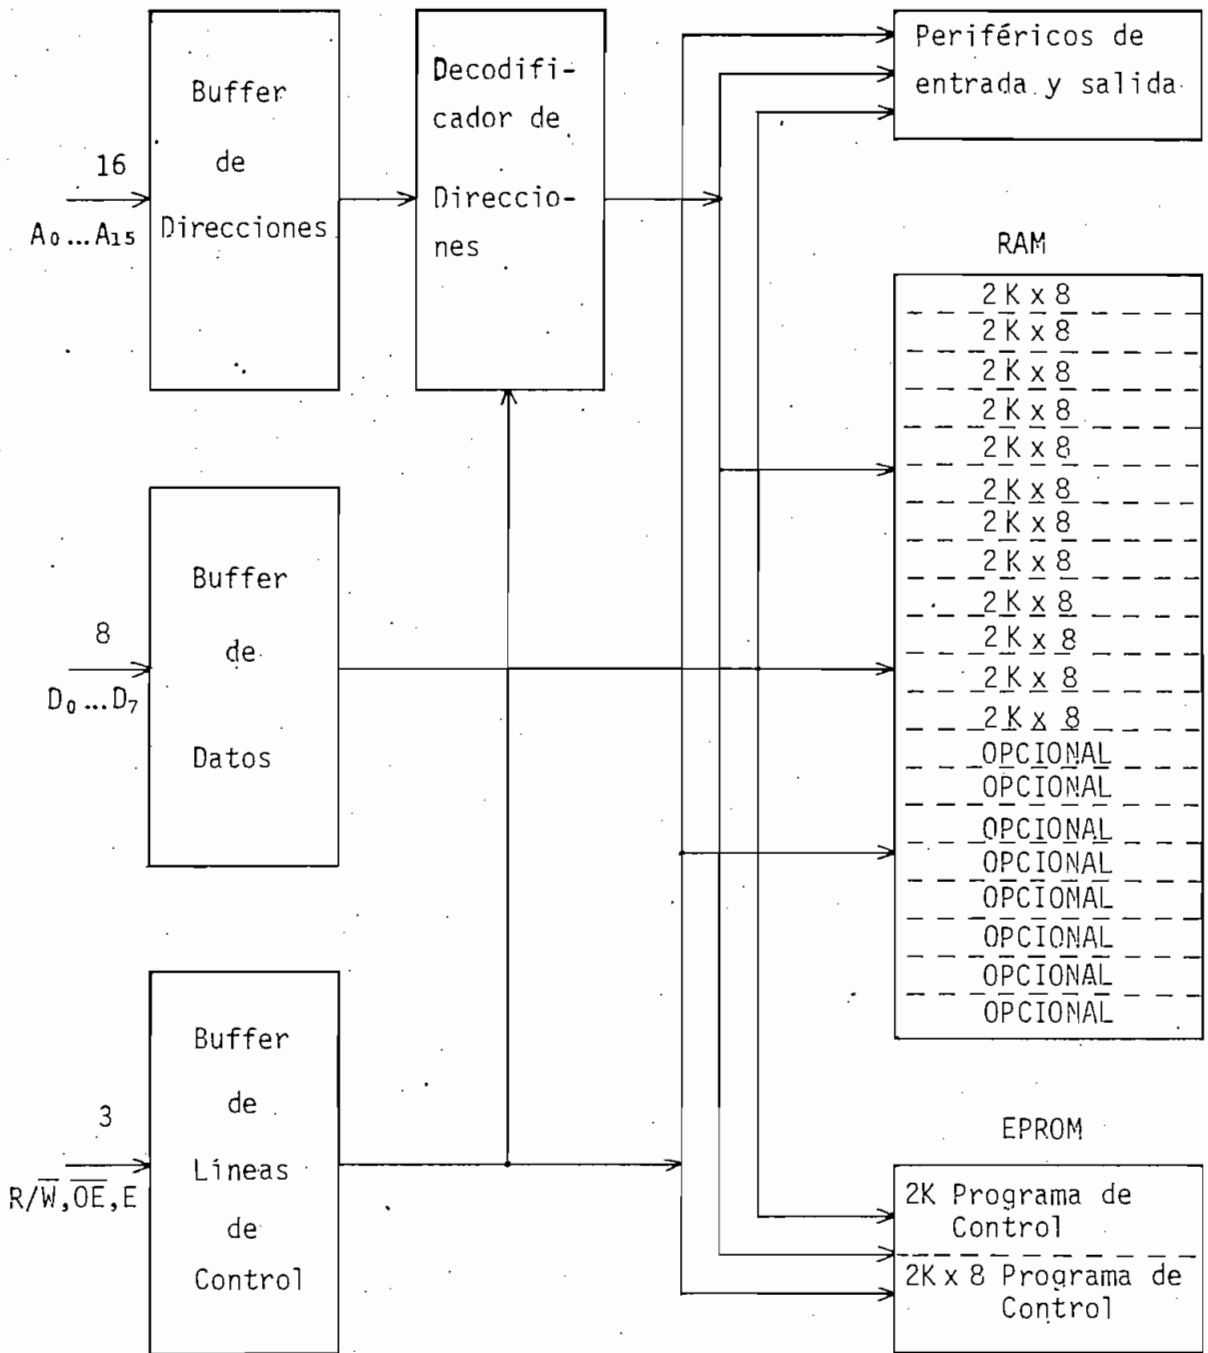 Buffer
de
Direcciones
16
A₀...A₁₅
Decodifi-
cador de
Direccio-
nes
Periféricos de
entrada y salida
RAM
2K x 8
2K x 8
2K x 8
2K x 8
2K x 8
2K x 8
2K x 8
2K x 8
2K x 8
2K x 8
2K x 8
2K x 8
OPCIONAL
OPCIONAL
OPCIONAL
OPCIONAL
OPCIONAL
OPCIONAL
OPCIONAL
OPCIONAL
Buffer
de
Datos
8
D₀...D₇
Buffer
de
Líneas
de
Control
3
R/W̅,O̅E̅,E
EPROM
2K Programa de
Control
2K x 8 Programa de
Control